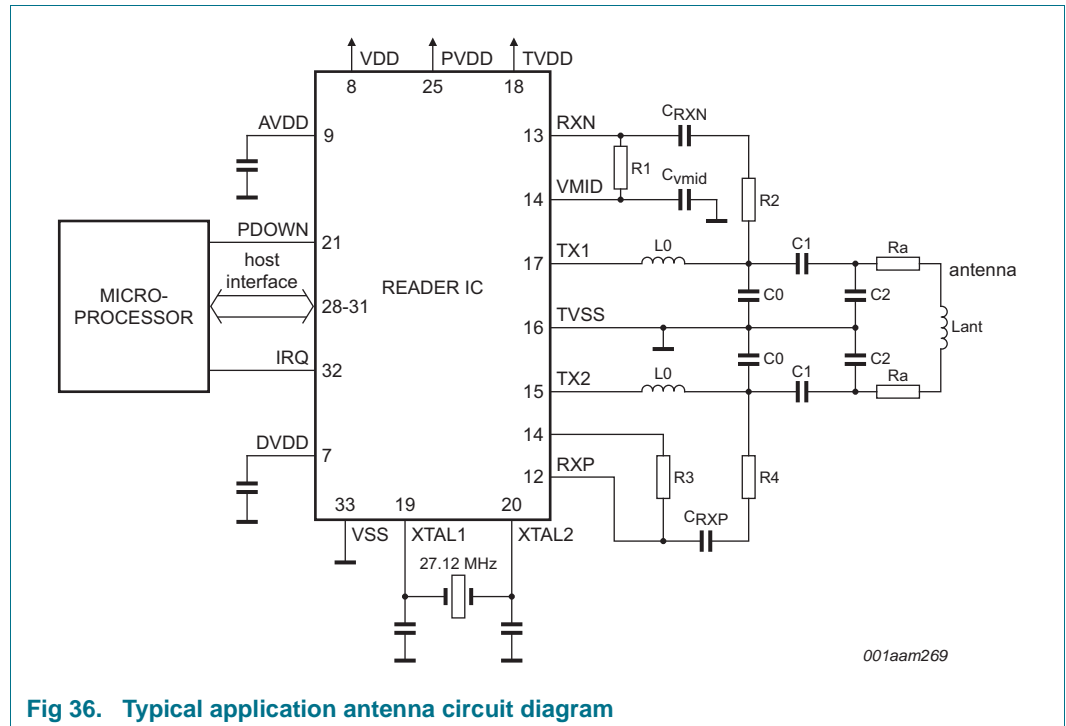 VDD PVDD TVDD
8 25 18
AVDD 9
13 RXN CRXN
R1
14 VMID Cvmid
R2
PDOWN 21
host
interface
MICRO-
PROCESSOR
28-31
READER IC
17 TX1 L0 C1 Ra
antenna
C0 C2
16 TVSS
Lant
IRQ 32
C0 C2
15 TX2 L0 C1 Ra
DVDD 7
14
12 RXP R3 R4
CRXP
33 19 20
VSS XTAL1 XTAL2
27.12 MHz
001aam269
Fig 36. Typical application antenna circuit diagram